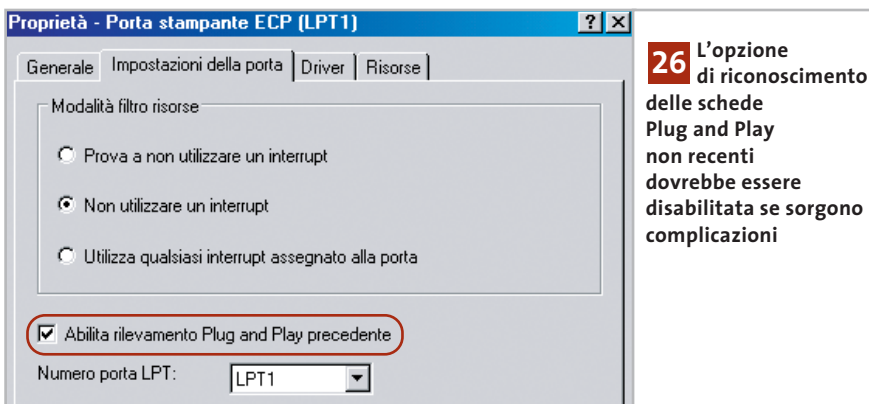 Proprietà - Porta stampante ECP (LPT1)
Generale
Impostazioni della porta
Driver
Risorse
Modalità filtro risorse
Prova a non utilizzare un interrupt
Non utilizzare un interrupt
Utilizza qualsiasi interrupt assegnato alla porta
Abilita rilevamento Plug and Play precedente
Numero porta LPT:
LPT1
26 L'opzione
di riconoscimento
delle schede
Plug and Play
non recenti
dovrebbe essere
disabilitata se sorgono
complicazioni